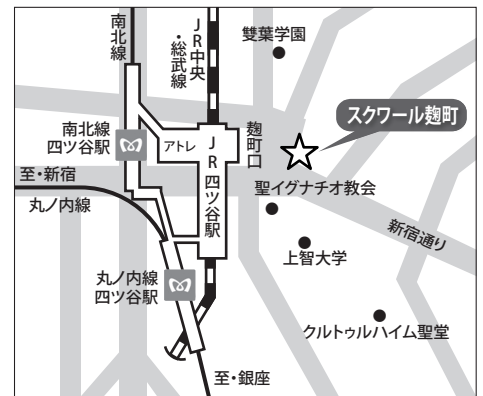 南北線
JR中央
・総武線
雙葉学園
スクワール麹町
南北線
四ツ谷駅
アトレ
JR四ツ谷駅
麹町口
至・新宿
丸ノ内線
聖イグナチオ教会
新宿通り
上智大学
丸ノ内線
四ツ谷駅
クルトゥルハイム聖堂
至・銀座